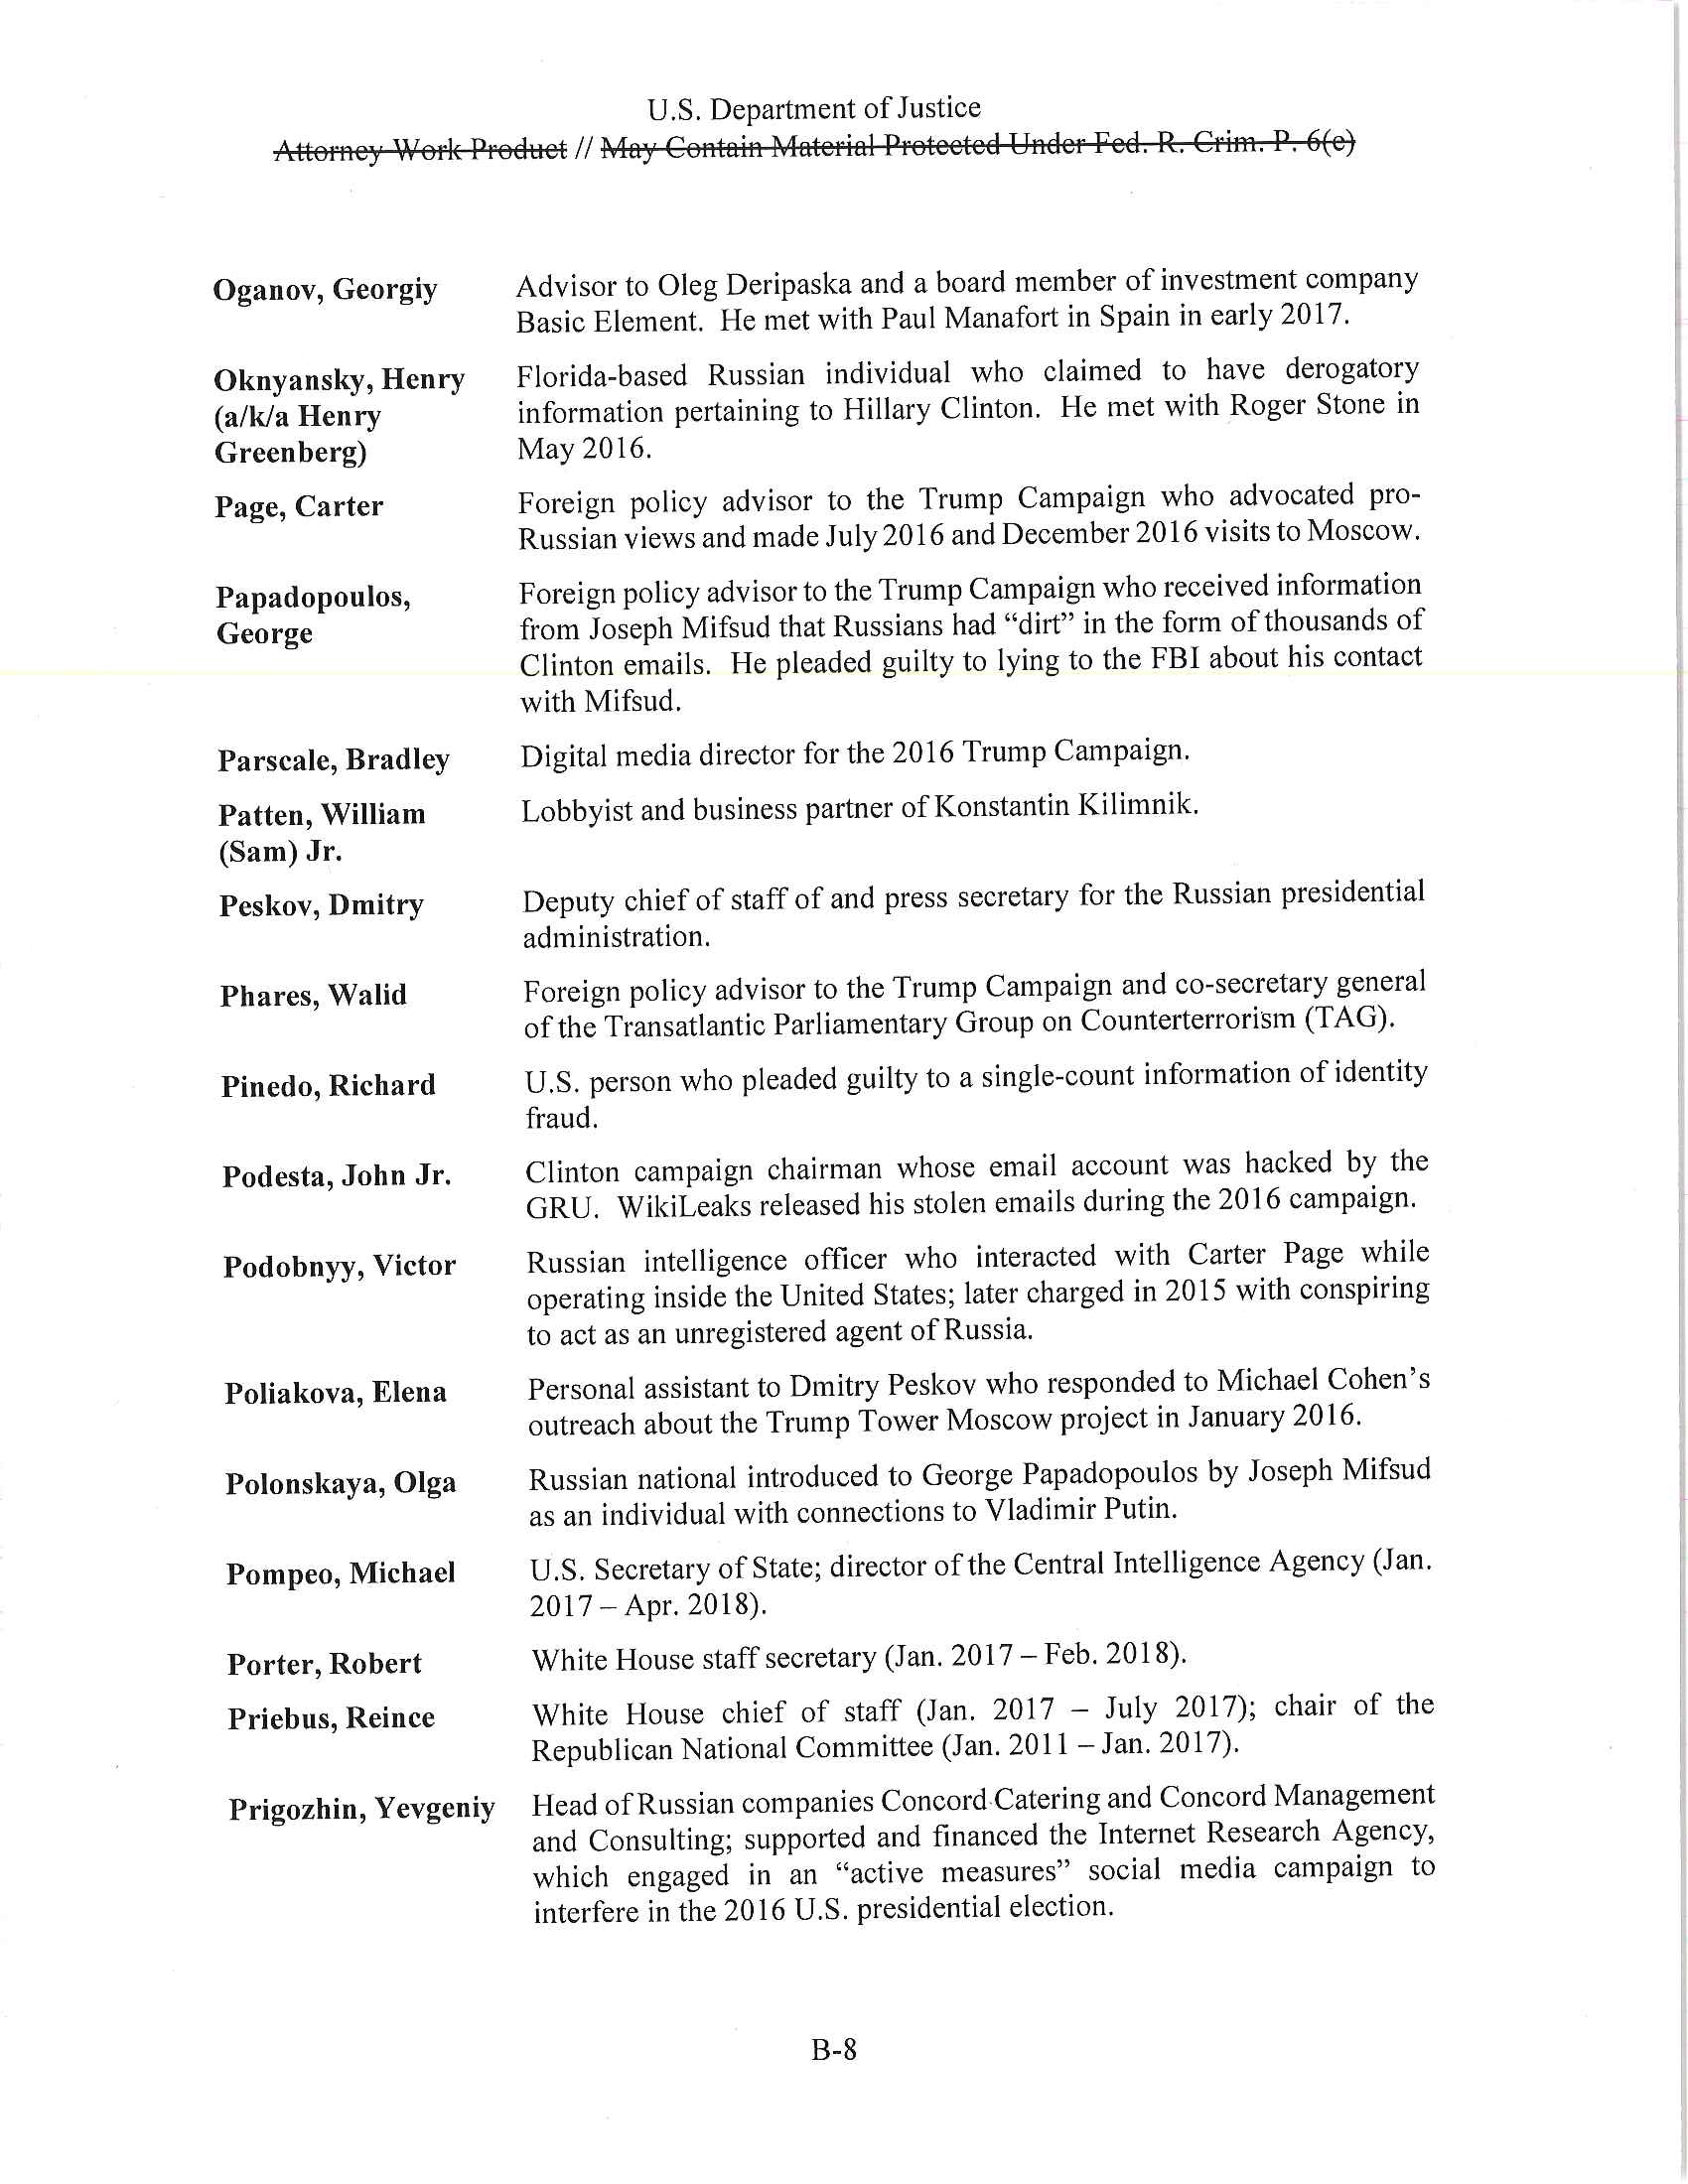 U.S. Department of Justice
Attorney Work Product // May Contain Material Protected Under Fed. R. Crim. P. 6(e)
Oganov, Georgiy
Advisor to Oleg Deripaska and a board member of investment company
Basic Element. He met with Paul Manafort in Spain in early 2017.
Oknyansky, Henry
(a/k/a Henry
Greenberg)
Florida-based Russian individual who claimed to have derogatory
information pertaining to Hillary Clinton. He met with Roger Stone in
May 2016.
Page, Carter
Foreign policy advisor to the Trump Campaign who advocated pro-
Russian views and made July 2016 and December 2016 visits to Moscow.
Papadopoulos,
George
Foreign policy advisor to the Trump Campaign who received information
from Joseph Mifsud that Russians had “dirt” in the form of thousands of
Clinton emails. He pleaded guilty to lying to the FBI about his contact
with Mifsud.
Parscale, Bradley
Digital media director for the 2016 Trump Campaign.
Patten, William
(Sam) Jr.
Lobbyist and business partner of Konstantin Kilimnik.
Peskov, Dmitry
Deputy chief of staff of and press secretary for the Russian presidential
administration.
Phares, Walid
Foreign policy advisor to the Trump Campaign and co-secretary general
of the Transatlantic Parliamentary Group on Counterterrorism (TAG).
Pinedo, Richard
U.S. person who pleaded guilty to a single-count information of identity
fraud.
Podesta, John Jr.
Clinton campaign chairman whose email account was hacked by the
GRU. WikiLeaks released his stolen emails during the 2016 campaign.
Podobnyy, Victor
Russian intelligence officer who interacted with Carter Page while
operating inside the United States; later charged in 2015 with conspiring
to act as an unregistered agent of Russia.
Poliakova, Elena
Personal assistant to Dmitry Peskov who responded to Michael Cohen’s
outreach about the Trump Tower Moscow project in January 2016.
Polonskaya, Olga
Russian national introduced to George Papadopoulos by Joseph Mifsud
as an individual with connections to Vladimir Putin.
Pompeo, Michael
U.S. Secretary of State; director of the Central Intelligence Agency (Jan.
2017 – Apr. 2018).
Porter, Robert
White House staff secretary (Jan. 2017 – Feb. 2018).
Priebus, Reince
White House chief of staff (Jan. 2017 – July 2017); chair of the
Republican National Committee (Jan. 2011 – Jan. 2017).
Prigozhin, Yevgeniy
Head of Russian companies Concord Catering and Concord Management
and Consulting; supported and financed the Internet Research Agency,
which engaged in an “active measures” social media campaign to
interfere in the 2016 U.S. presidential election.
B-8